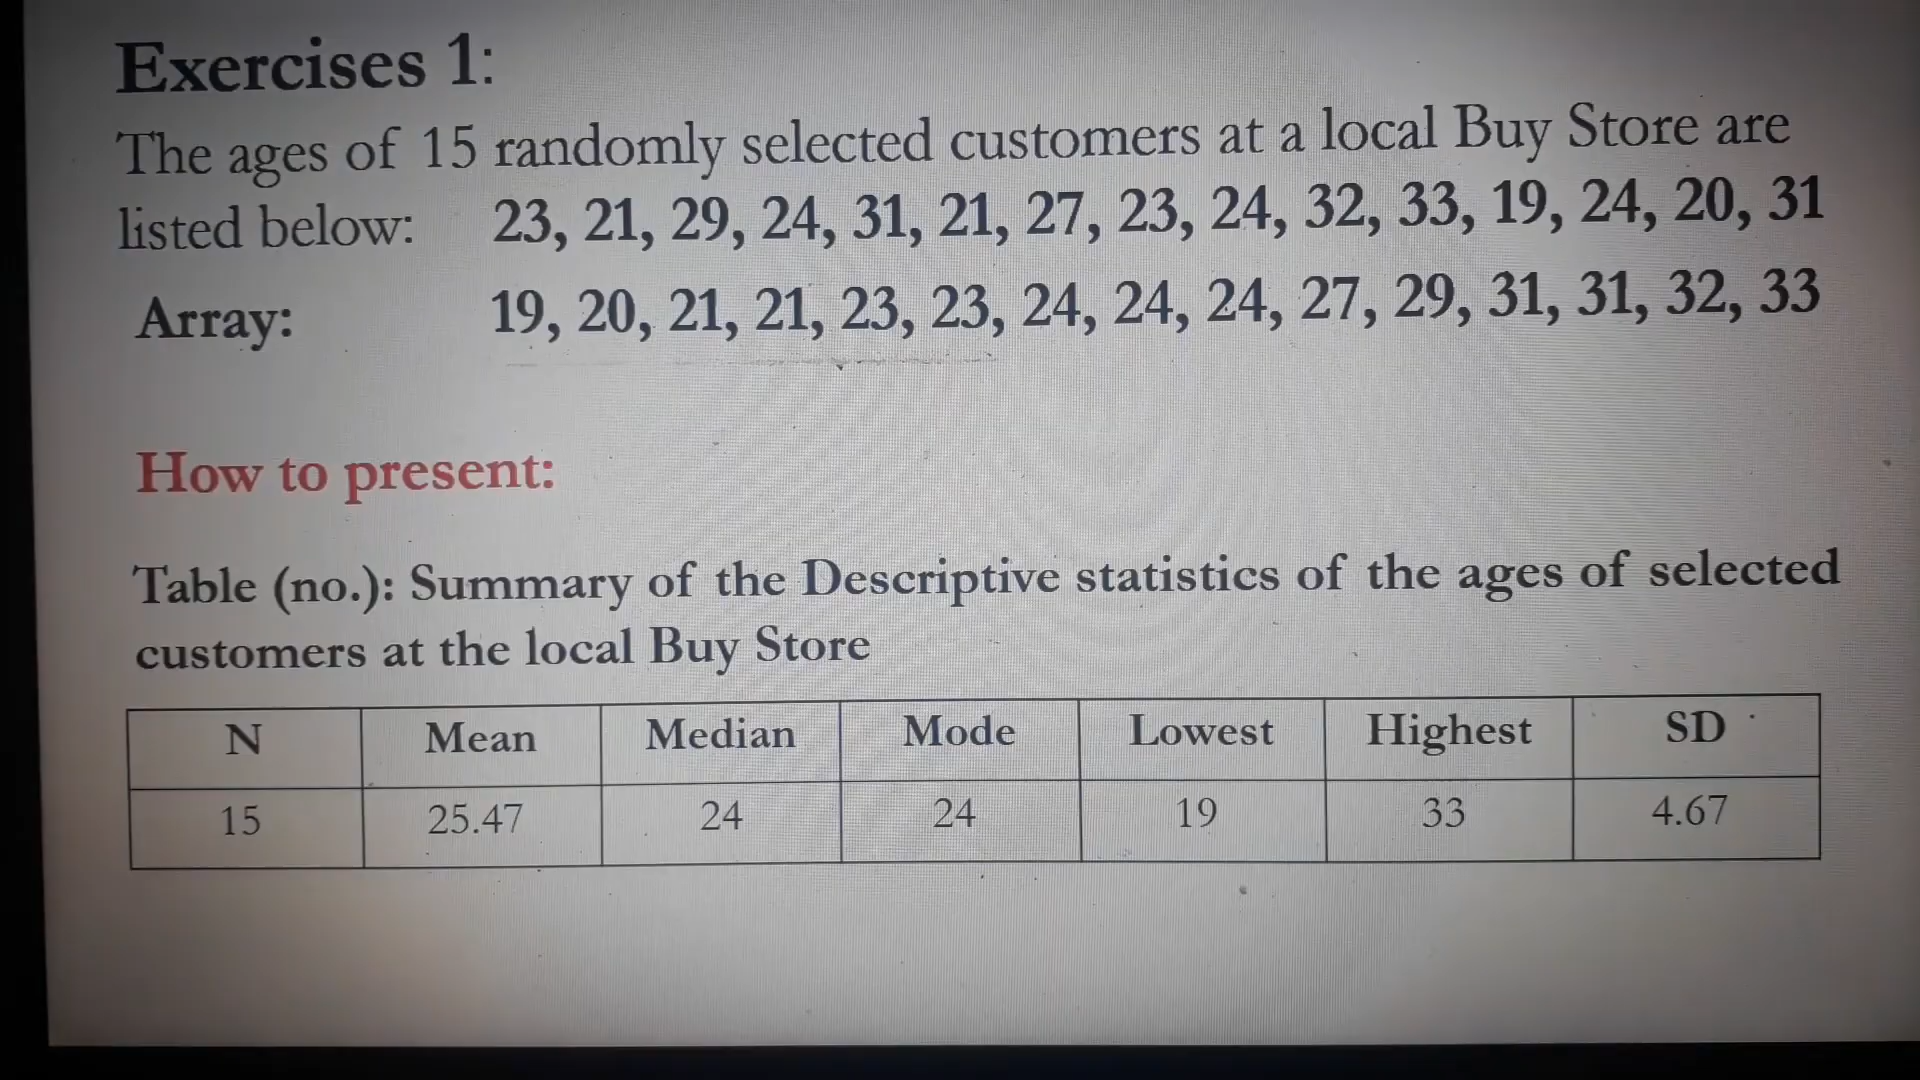 Exercises 1:
The ages of 15 randomly selected customers at a local Buy Store are
listed below: 23, 21, 29, 24, 31, 21, 27, 23, 24, 32, 33, 19, 24, 20, 31
Array: 19, 20, 21, 21, 23, 23, 24, 24, 24, 27, 29, 31, 31, 32, 33
How to present:
Table (no.): Summary of the Descriptive statistics of the ages of selected
customers at the local Buy Store
N Mean Median Mode Lowest Highest SD
15 25.47 24 24 19 33 4.67